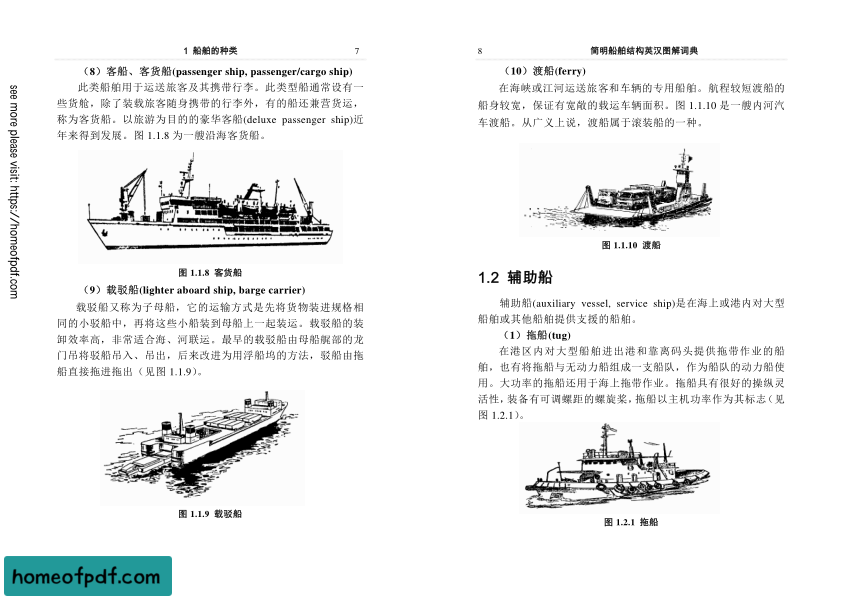 1 船舶的种类 7
（8）客船、客货船(passenger ship, passenger/cargo ship)
此类船舶用于运送旅客及其携带行李。此类型船通常设有一
些货舱，除了装载旅客随身携带的行李外，有的船还兼营货运，
称为客货船。以旅游为目的的豪华客船(deluxe passenger ship)近
年来得到发展。图 1.1.8 为一艘沿海客货船。
图 1.1.8 客货船
（9）载驳船(lighter aboard ship, barge carrier)
载驳船又称为子母船，它的运输方式是先将货物装进规格相
同的小驳船中，再将这些小船装到母船上一起装运。载驳船的装
卸效率高，非常适合海、河联运。最早的载驳船由母船艉部的龙
门吊将驳船吊入、吊出，后来改进为用浮船坞的方法，驳船由拖
船直接拖进拖出（见图 1.1.9）。
图 1.1.9 载驳船
8 简明船舶结构英汉图解词典
（10）渡船(ferry)
在海峡或江河运送旅客和车辆的专用船舶。航程较短渡船的
船身较宽，保证有宽敞的载运车辆面积。图 1.1.10 是一艘内河汽
车渡船。从广义上说，渡船属于滚装船的一种。
图 1.1.10 渡船
1.2 辅助船
辅助船(auxiliary vessel, service ship)是在海上或港内对大型
船舶或其他船舶提供支援的船舶。
（1）拖船(tug)
在港区内对大型船舶进出港和靠离码头提供拖带作业的船
舶。也有将拖船与无动力船组成一支船队，作为船队的动力船使
用。大功率的拖船还用于海上拖带作业。拖船具有很好的操纵灵
活性，装备有可调螺距的螺旋桨，拖船以主机功率作为其标志（见
图 1.2.1）。
图 1.2.1 拖船
see more please visit: https://homeofpdf.com
homeofpdf.com